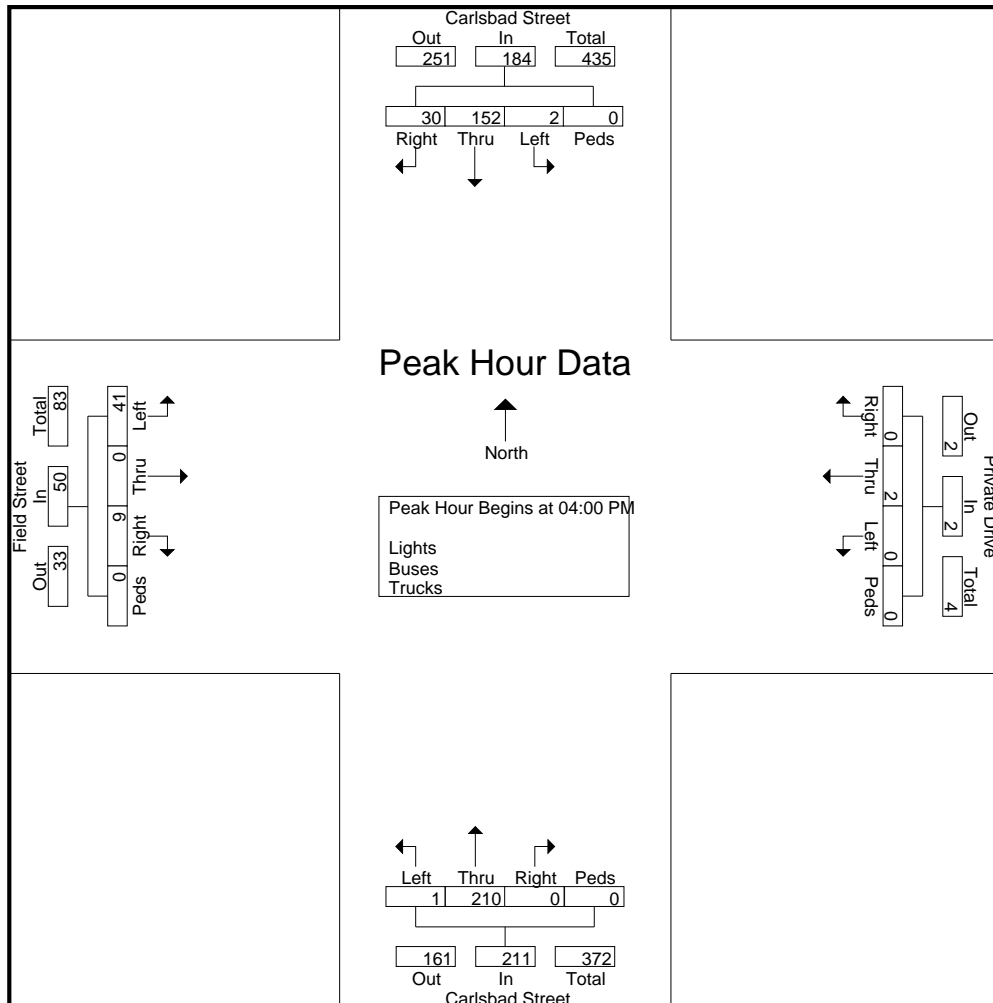 Carlsbad Street
Out In Total
251 184 435
30 152 2 0
Right Thru Left Peds
Peak Hour Data
North
Peak Hour Begins at 04:00 PM
Lights
Buses
Trucks
Field Street
Total In Out
83 50 33
41 0 9 0
Left Thru Right Peds
Private Drive
Out In Total
2 2 4
0 2 0 0
Right Thru Left Peds
Left Thru Right Peds
1 210 0 0
161 211 372
Out In Total
Carlsbad Street